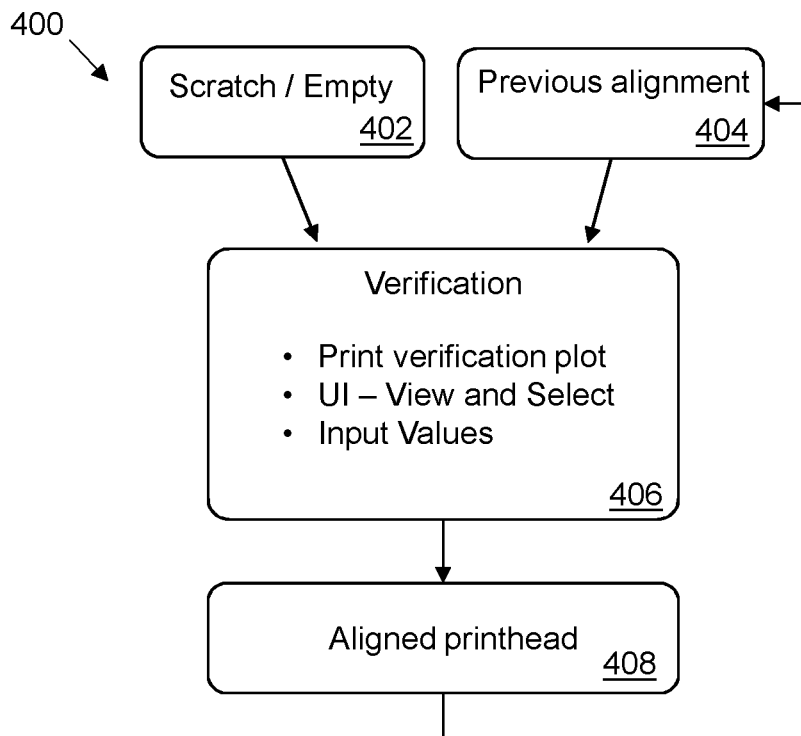 400
Scratch / Empty
402
Previous alignment
404
Verification
• Print verification plot
• UI – View and Select
• Input Values
406
Aligned printhead
408